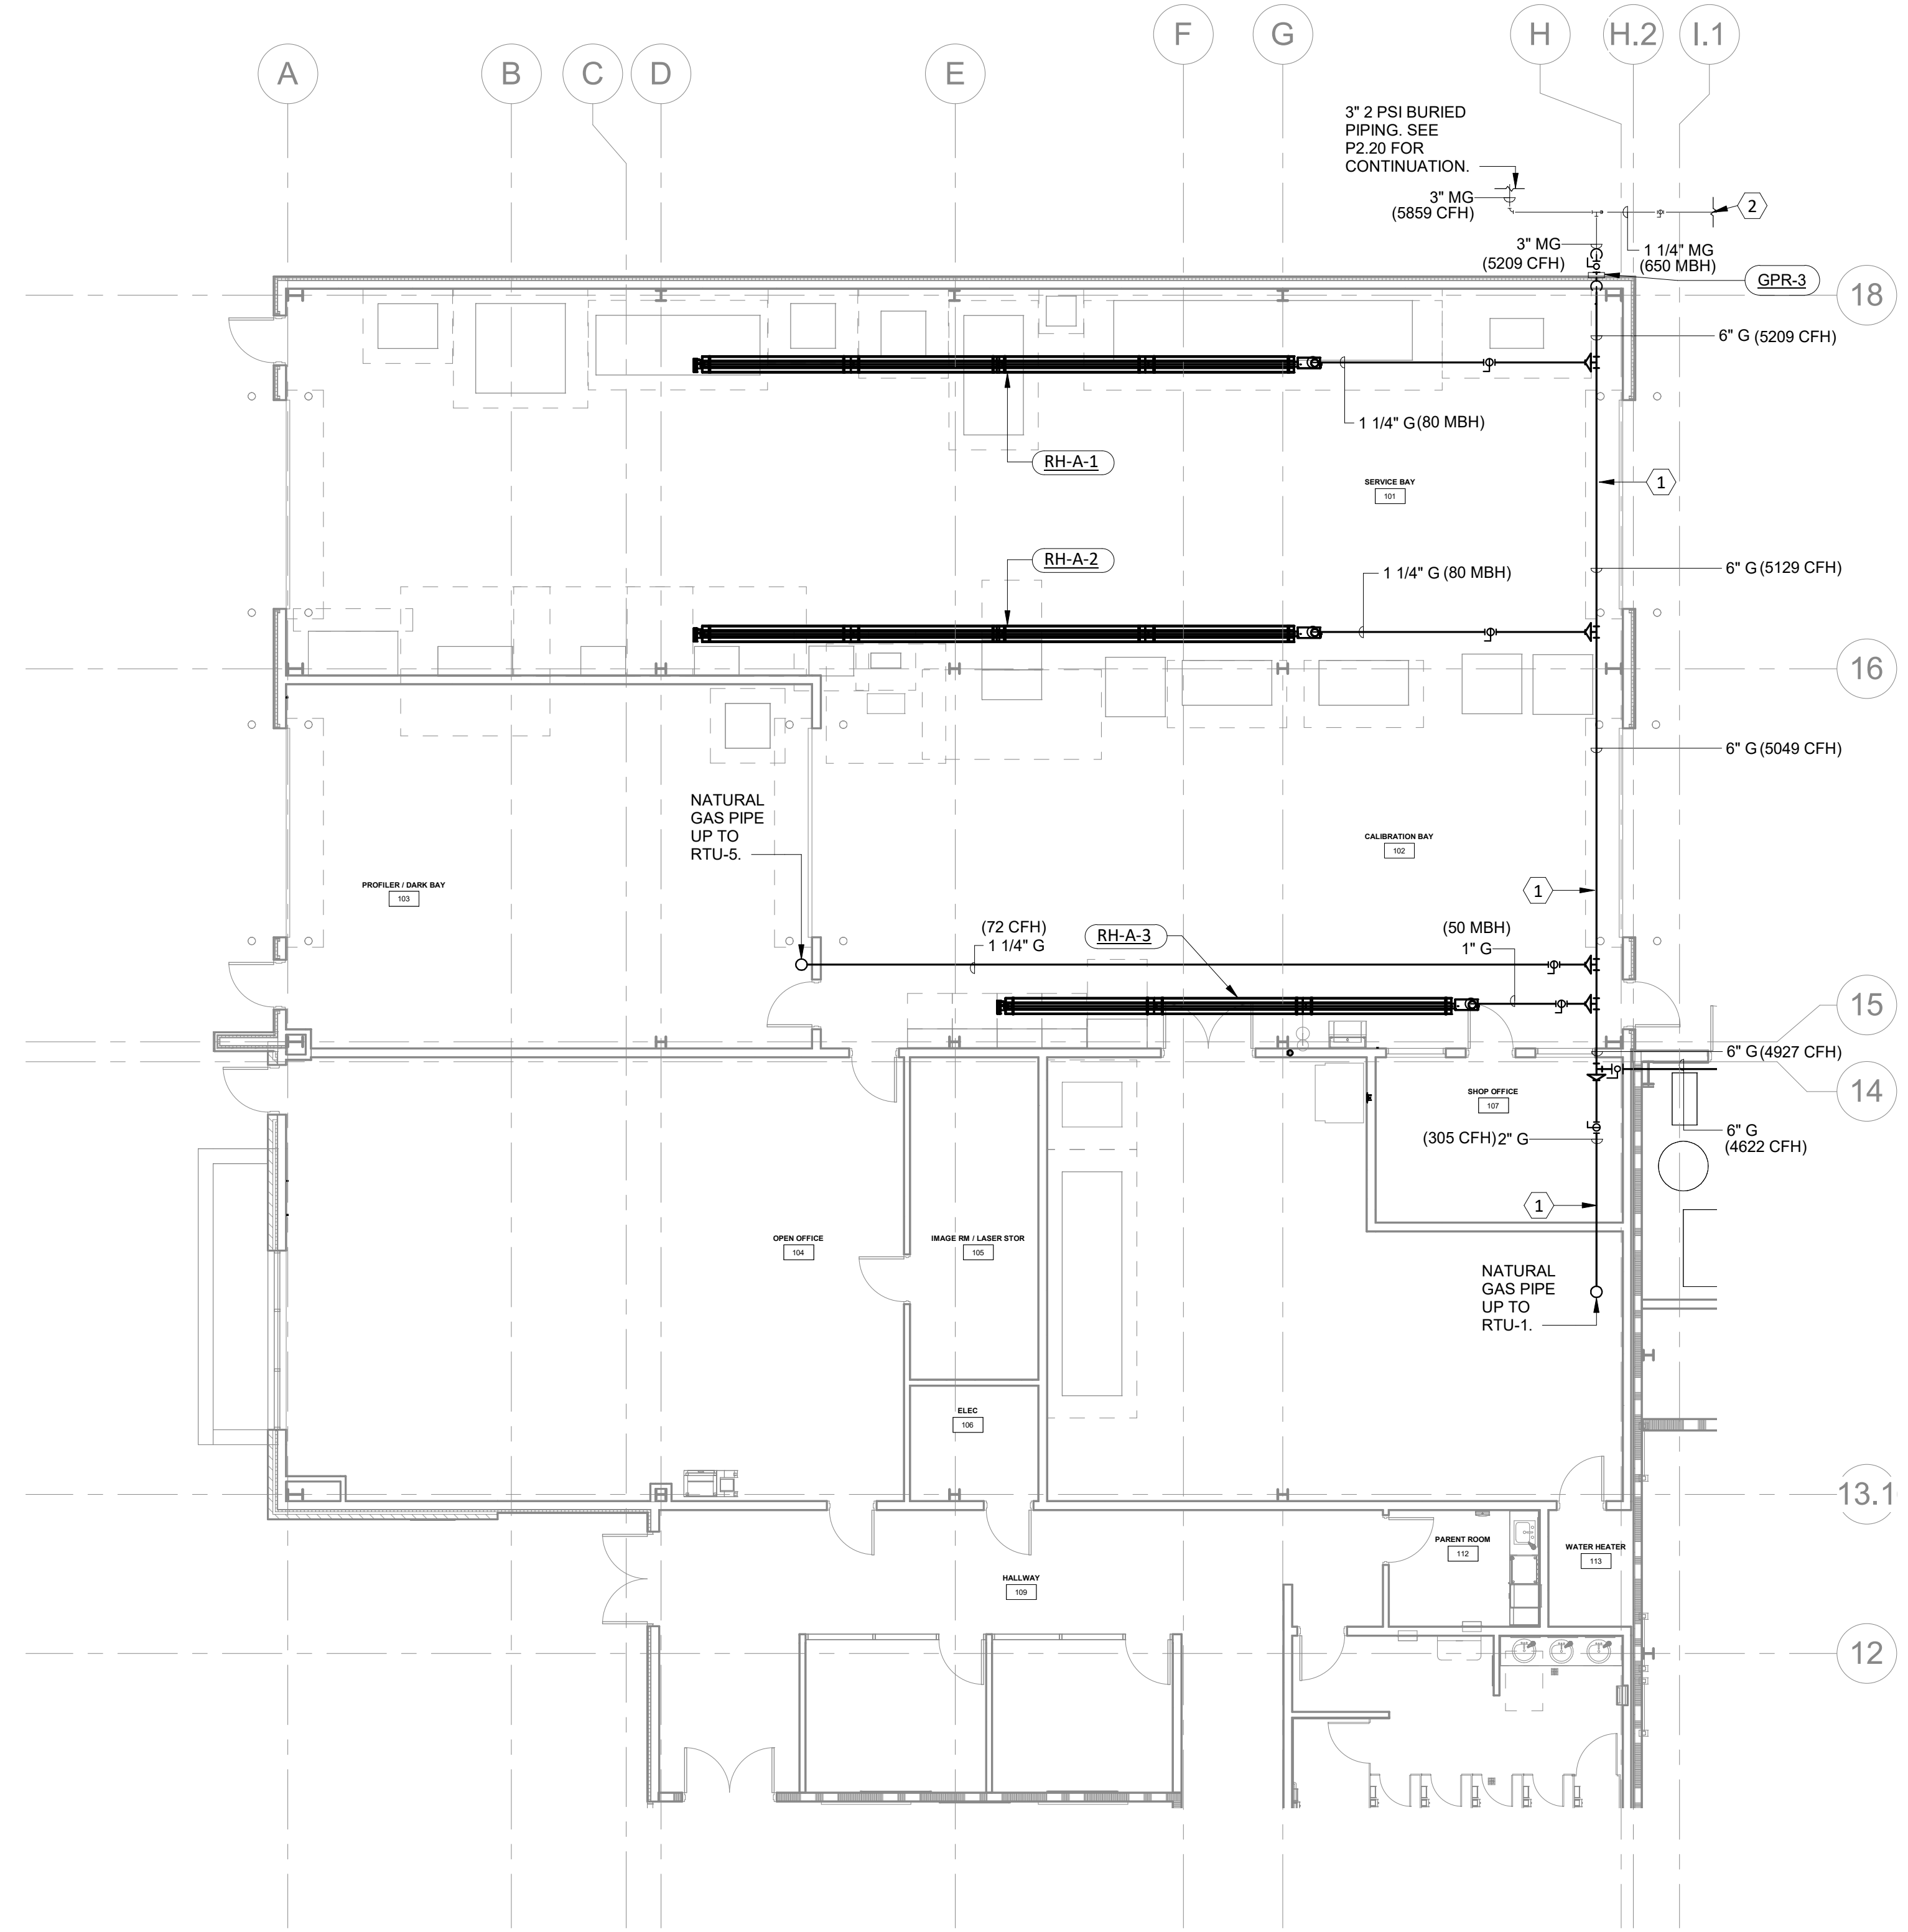 F
G
H
H.2
I.1
A
B
C
D
E
3" 2 PSI BURIED
PIPING. SEE
P2.20 FOR
CONTINUATION.
3" MG
(5859 CFH)
2
3" MG
(5209 CFH)
1 1/4" MG
(650 MBH)
GPR-3
18
6" G (5209 CFH)
1 1/4" G (80 MBH)
RH-A-1
SERVICE BAY
101
1
RH-A-2
1 1/4" G (80 MBH)
6" G (5129 CFH)
16
6" G (5049 CFH)
NATURAL
GAS PIPE
UP TO
RTU-5.
CALIBRATION BAY
102
PROFILER / DARK BAY
103
1
(72 CFH)
1 1/4" G
RH-A-3
(50 MBH)
1" G
15
6" G (4927 CFH)
14
SHOP OFFICE
107
(305 CFH) 2" G
6" G
(4622 CFH)
1
OPEN OFFICE
104
IMAGE RM / LASER STOR
105
NATURAL
GAS PIPE
UP TO
RTU-1.
ELEC
106
13.1
PARENT ROOM
112
WATER HEATER
113
HALLWAY
109
12